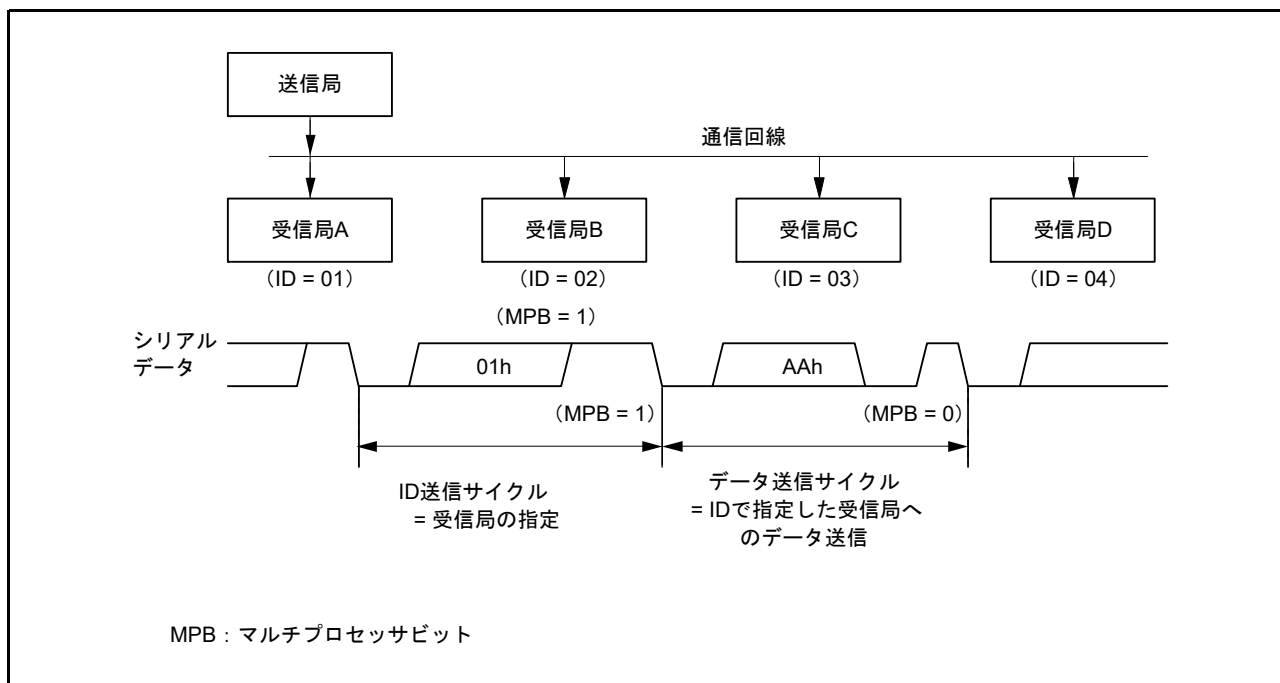 送信局
通信回線
受信局A
受信局B
受信局C
受信局D
（ID = 01）
（ID = 02）
（ID = 03）
（ID = 04）
（MPB = 1）
シリアル
データ
01h
AAh
（MPB = 1）
（MPB = 0）
ID送信サイクル
= 受信局の指定
データ送信サイクル
= IDで指定した受信局へ
のデータ送信
MPB：マルチプロセッサビット